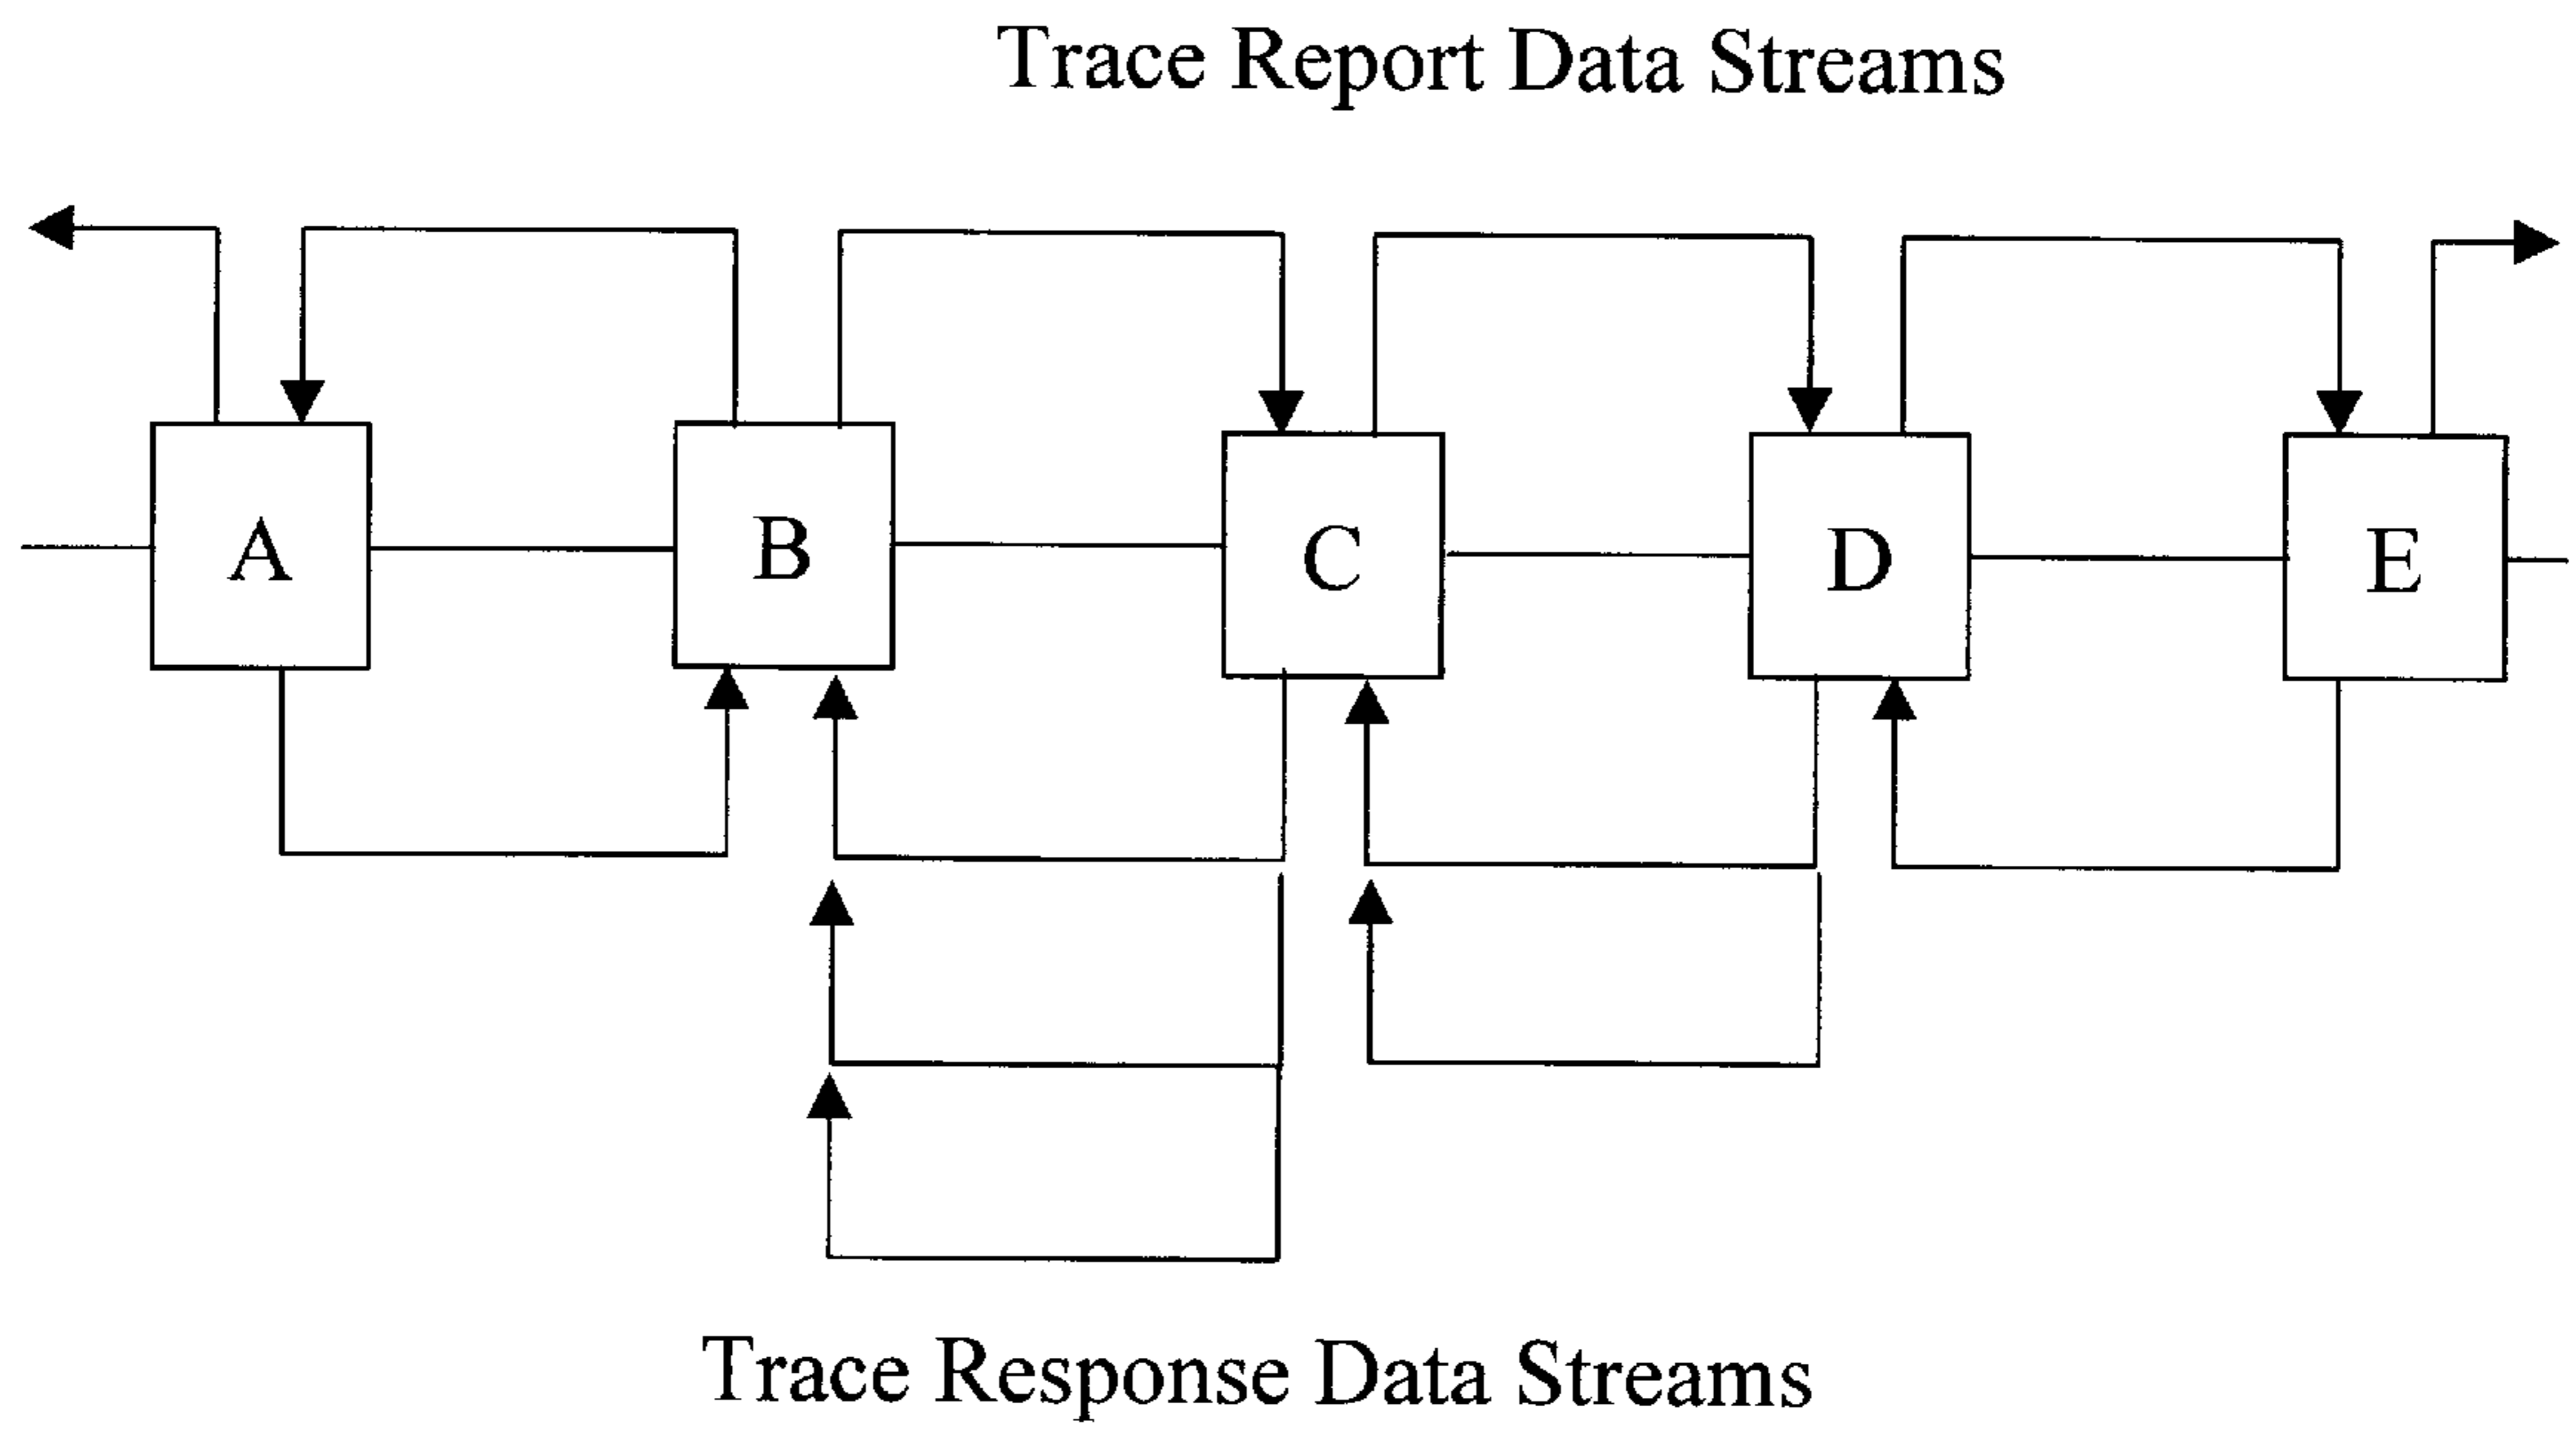 Trace Report Data Streams
A B C D E
Trace Response Data Streams